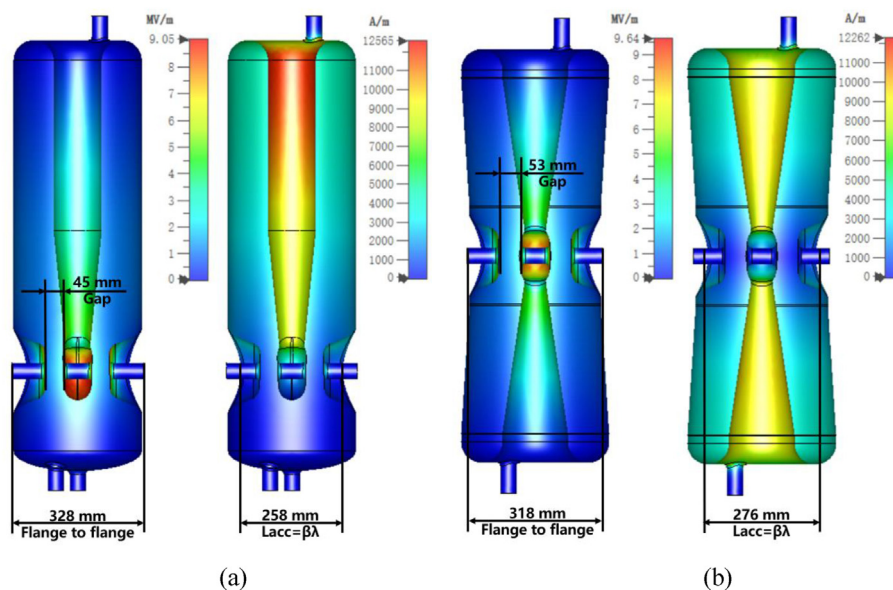 MV/m
9.05
8
7
6
5
4
3
2
1
0
45 mm
Gap
328 mm
Flange to flange
A/m
12565
11000
10000
9000
8000
7000
6000
5000
4000
3000
2000
1000
0
258 mm
Lacc=βλ
(a)
MV/m
9.64
9
8
7
6
5
4
3
2
1
0
53 mm
Gap
318 mm
Flange to flange
A/m
12262
11000
10000
9000
8000
7000
6000
5000
4000
3000
2000
1000
0
276 mm
Lacc=βλ
(b)